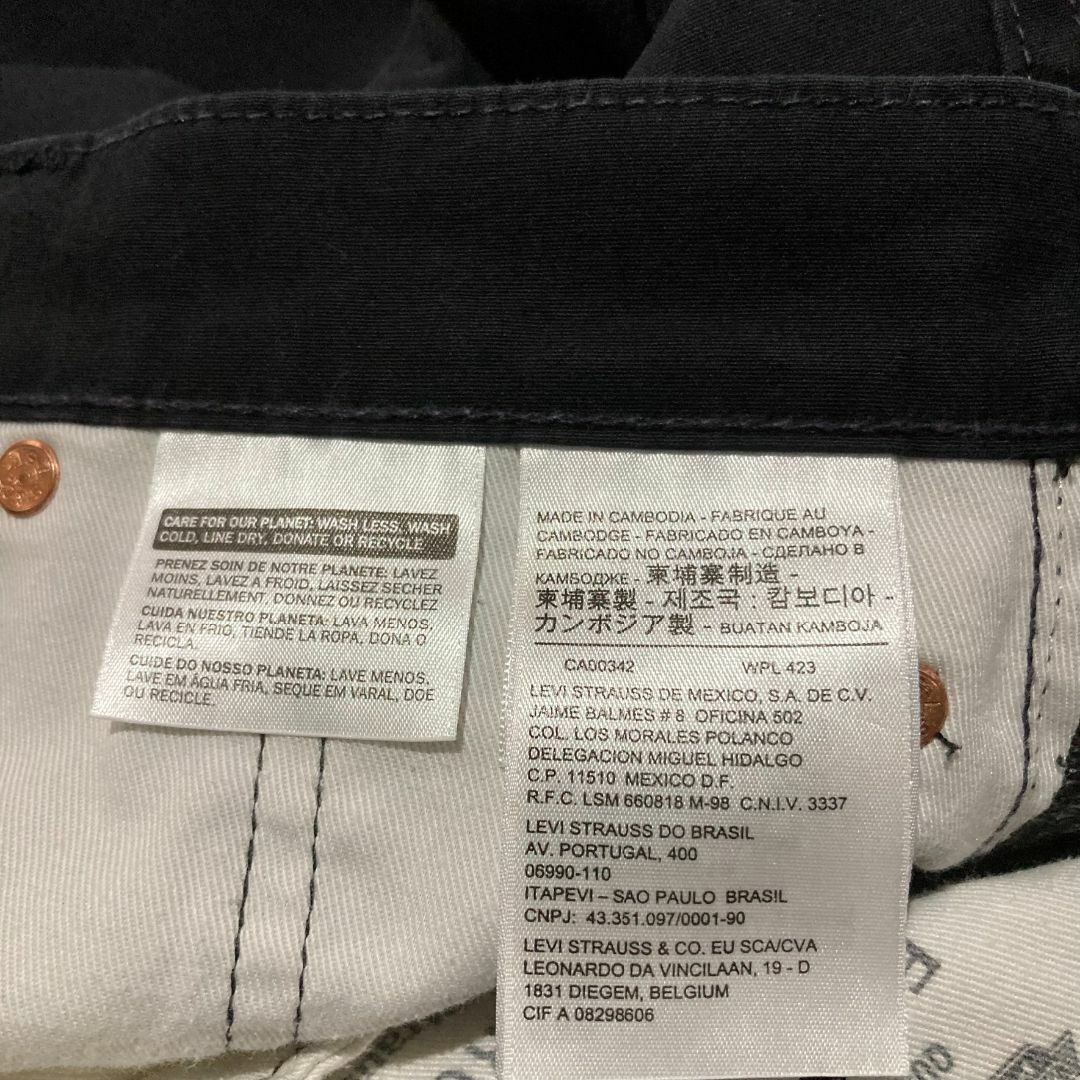 CARE FOR OUR PLANET: WASH LESS, WASH
COLD, LINE DRY, DONATE OR RECYCLE
PRENEZ SOIN DE NOTRE PLANETE: LAVEZ
MOINS, LAVEZ A FROID, LAISSEZ SECHER
NATURELLEMENT. DONNEZ OU RECYCLEZ
CUIDA NUESTRO PLANETA: LAVA MENOS,
LAVA EN FRIO, TIENDE LA ROPA, DONA O
RECICLA.
CUIDE DO NOSSO PLANETA: LAVE MENOS,
LAVE EM ÁGUA FRIA, SEQUE EM VARAL, DOE
OU RECICLE.
MADE IN CAMBODIA - FABRIQUE AU
CAMBODGE - FABRICADO EN CAMBOYA -
FABRICADO NO CAMBOJA - СДЕЛАНО В
КАМБОДЖЕ - 柬埔寨制造 -
柬埔寨製 - 제조국 : 캄보디아 -
カンボジア製 - BUATAN KAMBOJA
CA00342 WPL 423
LEVI STRAUSS DE MEXICO, S.A. DE C.V.
JAIME BALMES # 8 OFICINA 502
COL. LOS MORALES POLANCO
DELEGACION MIGUEL HIDALGO
C.P. 11510 MEXICO D.F.
R.F.C. LSM 660818 M-98 C.N.I.V. 3337
LEVI STRAUSS DO BRASIL
AV. PORTUGAL, 400
06990-110
ITAPEVI – SAO PAULO BRASIL
CNPJ: 43.351.097/0001-90
LEVI STRAUSS & CO. EU SCA/CVA
LEONARDO DA VINCILAAN, 19 - D
1831 DIEGEM, BELGIUM
CIF A 08298606